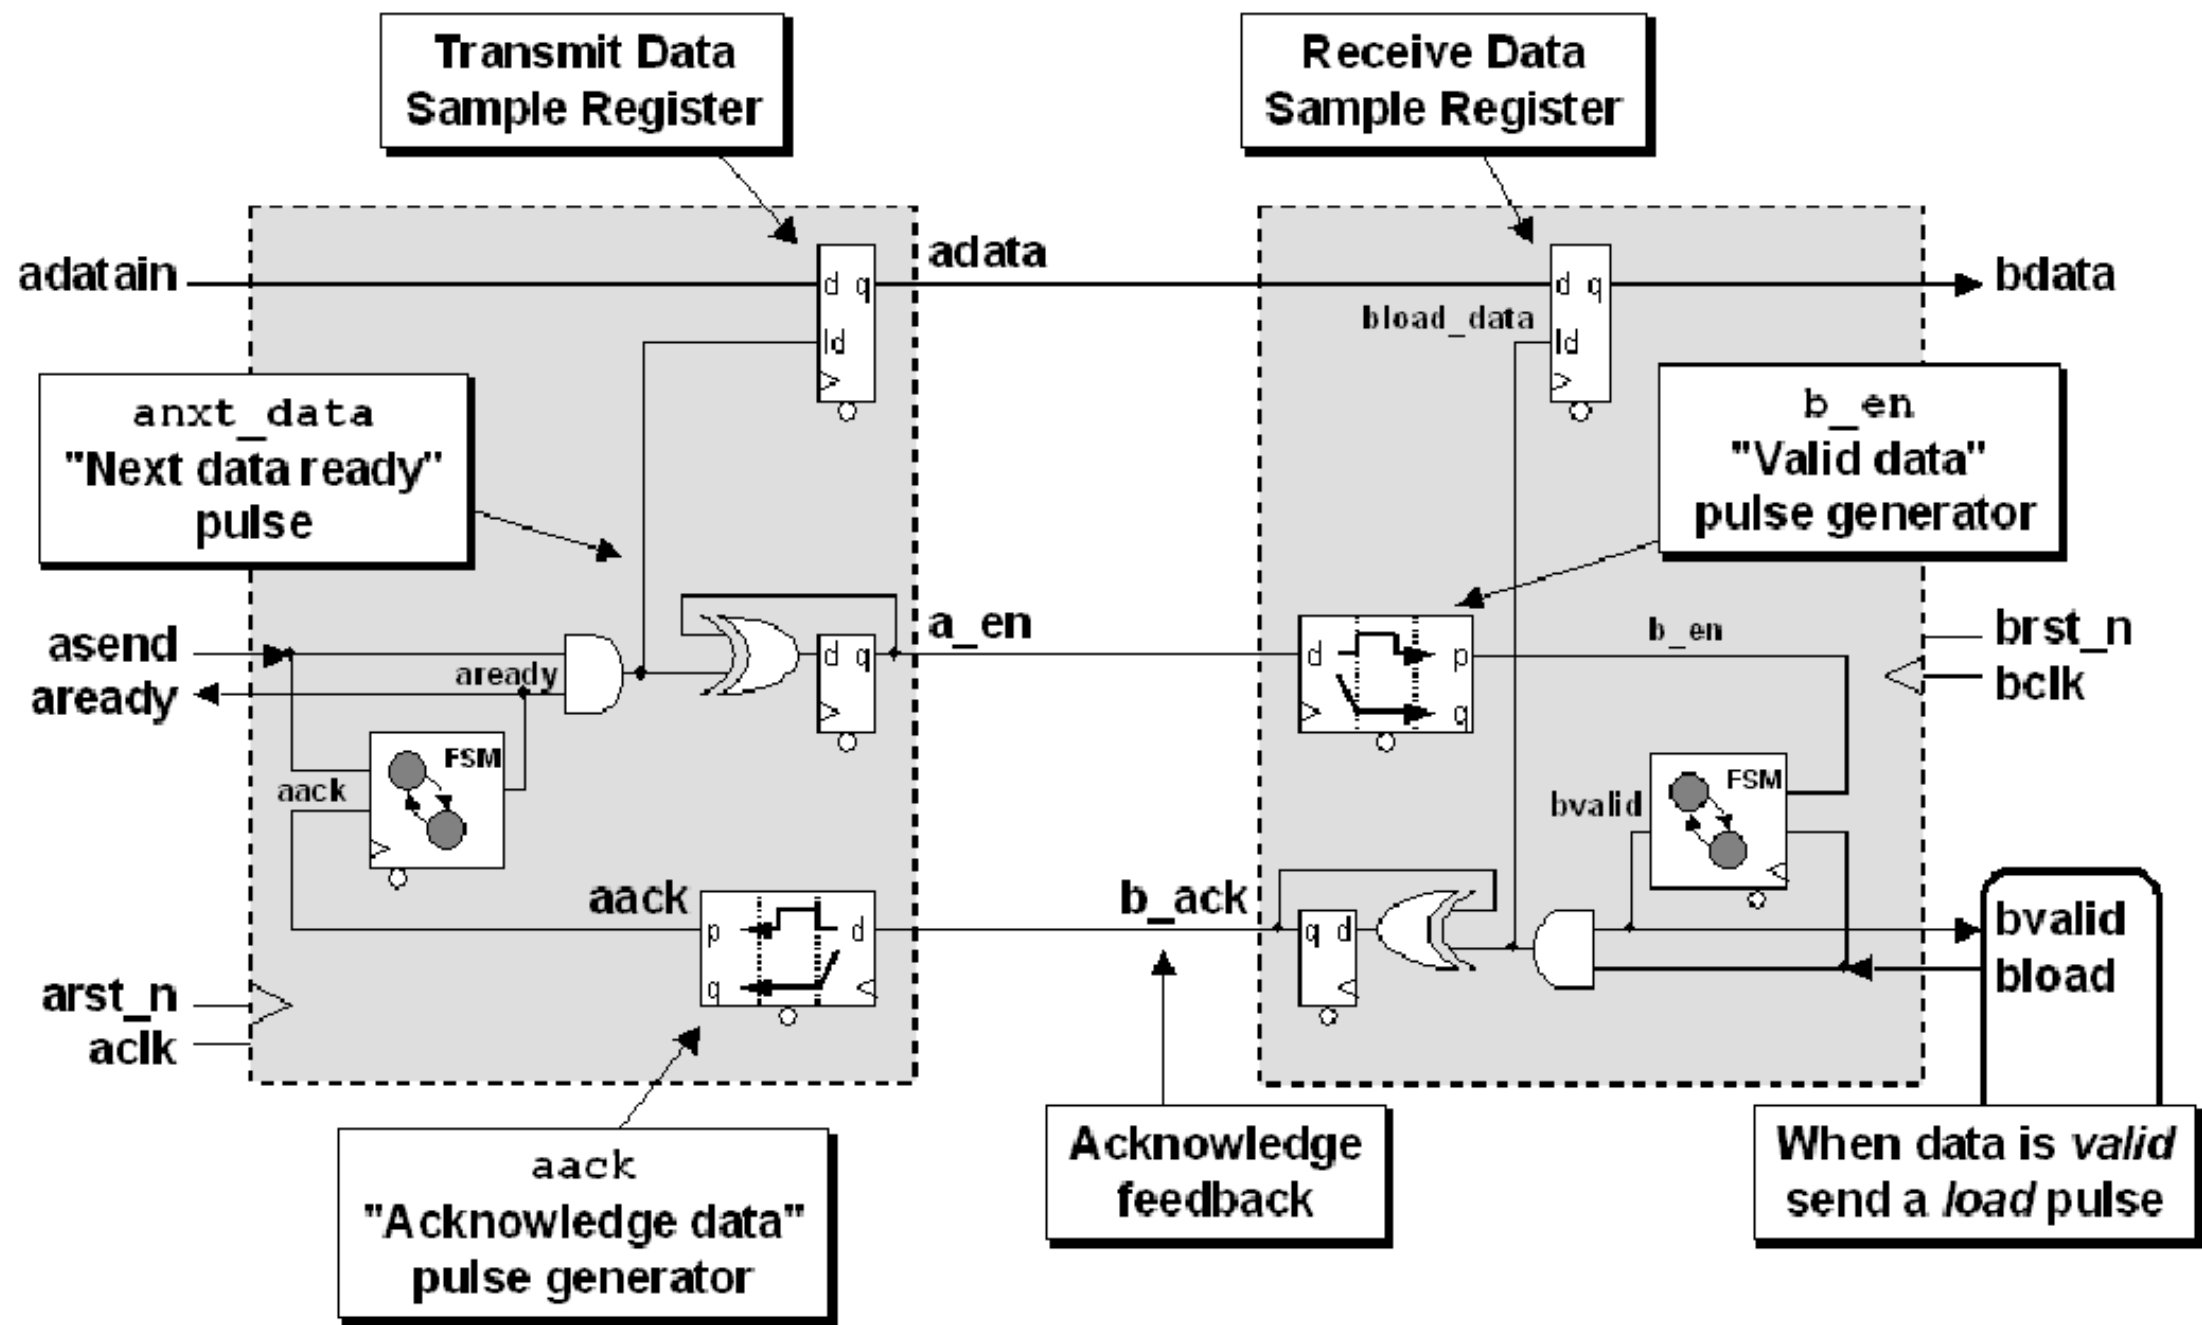 Transmit Data
Sample Register
Receive Data
Sample Register
adatain
d q
ld
adata
bload_data
d q
ld
bdata
anxt_data
"Next data ready"
pulse
b_en
"Valid data"
pulse generator
asend
aready
aready
d q
a_en
d p
q
b_en
brst_n
bclk
FSM
aack
FSM
bvalid
aack
p d
q
b_ack
q d
bvalid
bload
arst_n
aclk
aack
"Acknowledge data"
pulse generator
Acknowledge
feedback
When data is valid
send a load pulse